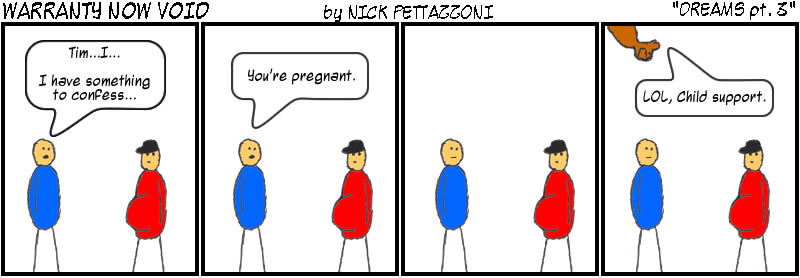 WARRANTY NOW VOID
by NICK PETTAZZONI
"DREAMS pt. 3"
Tim...I...
I have something
to confess...
You're pregnant.
LOL, Child support.